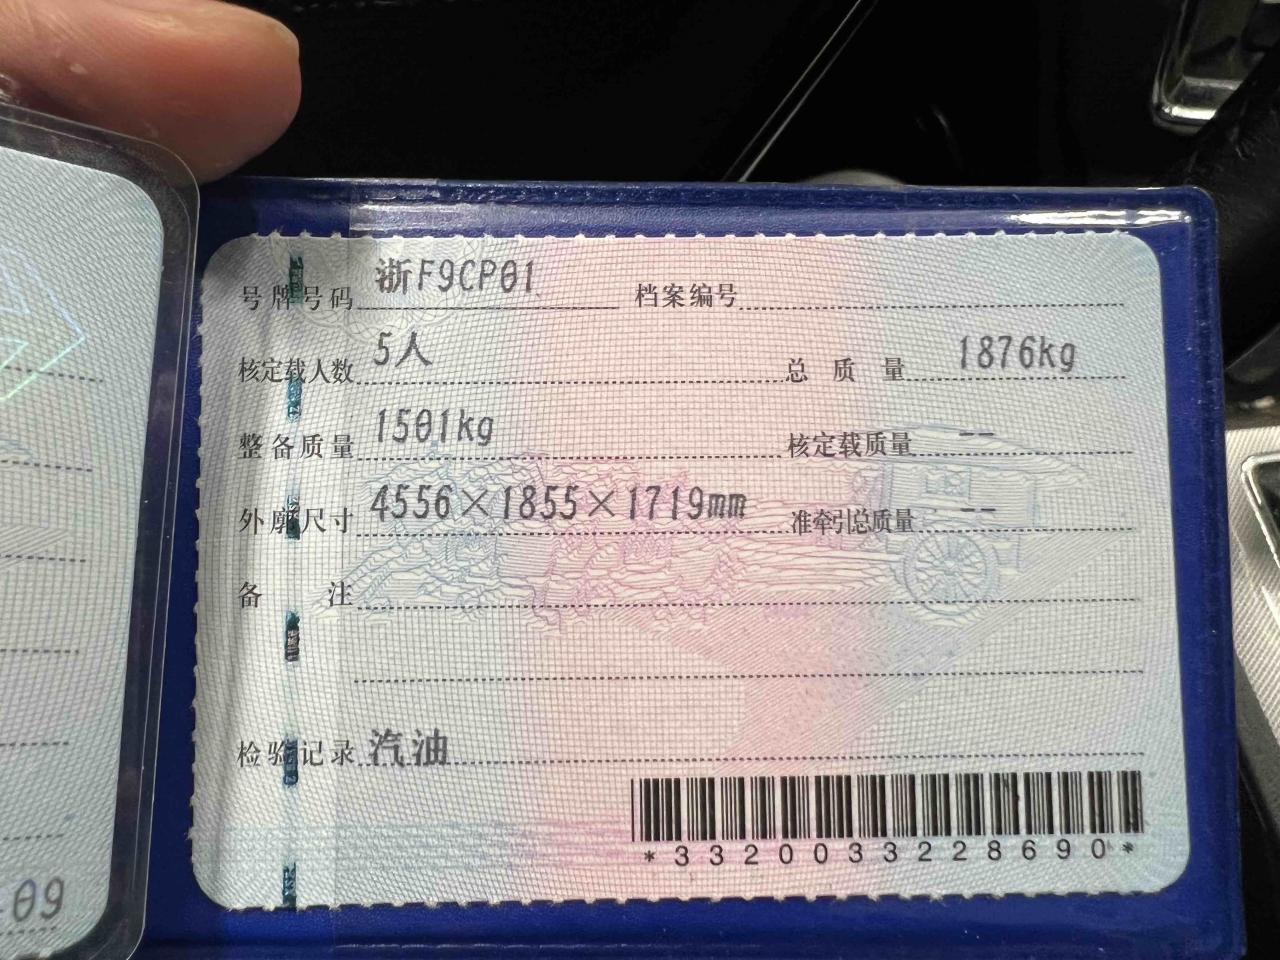 号牌号码 浙F9CP01 档案编号
核定载人数 5人 总质量 1876kg
整备质量 1501kg 核定载质量 --
外廓尺寸 4556×1855×1719mm 准牵引总质量 --
备注
检验记录 汽油
*3320033228690*
09